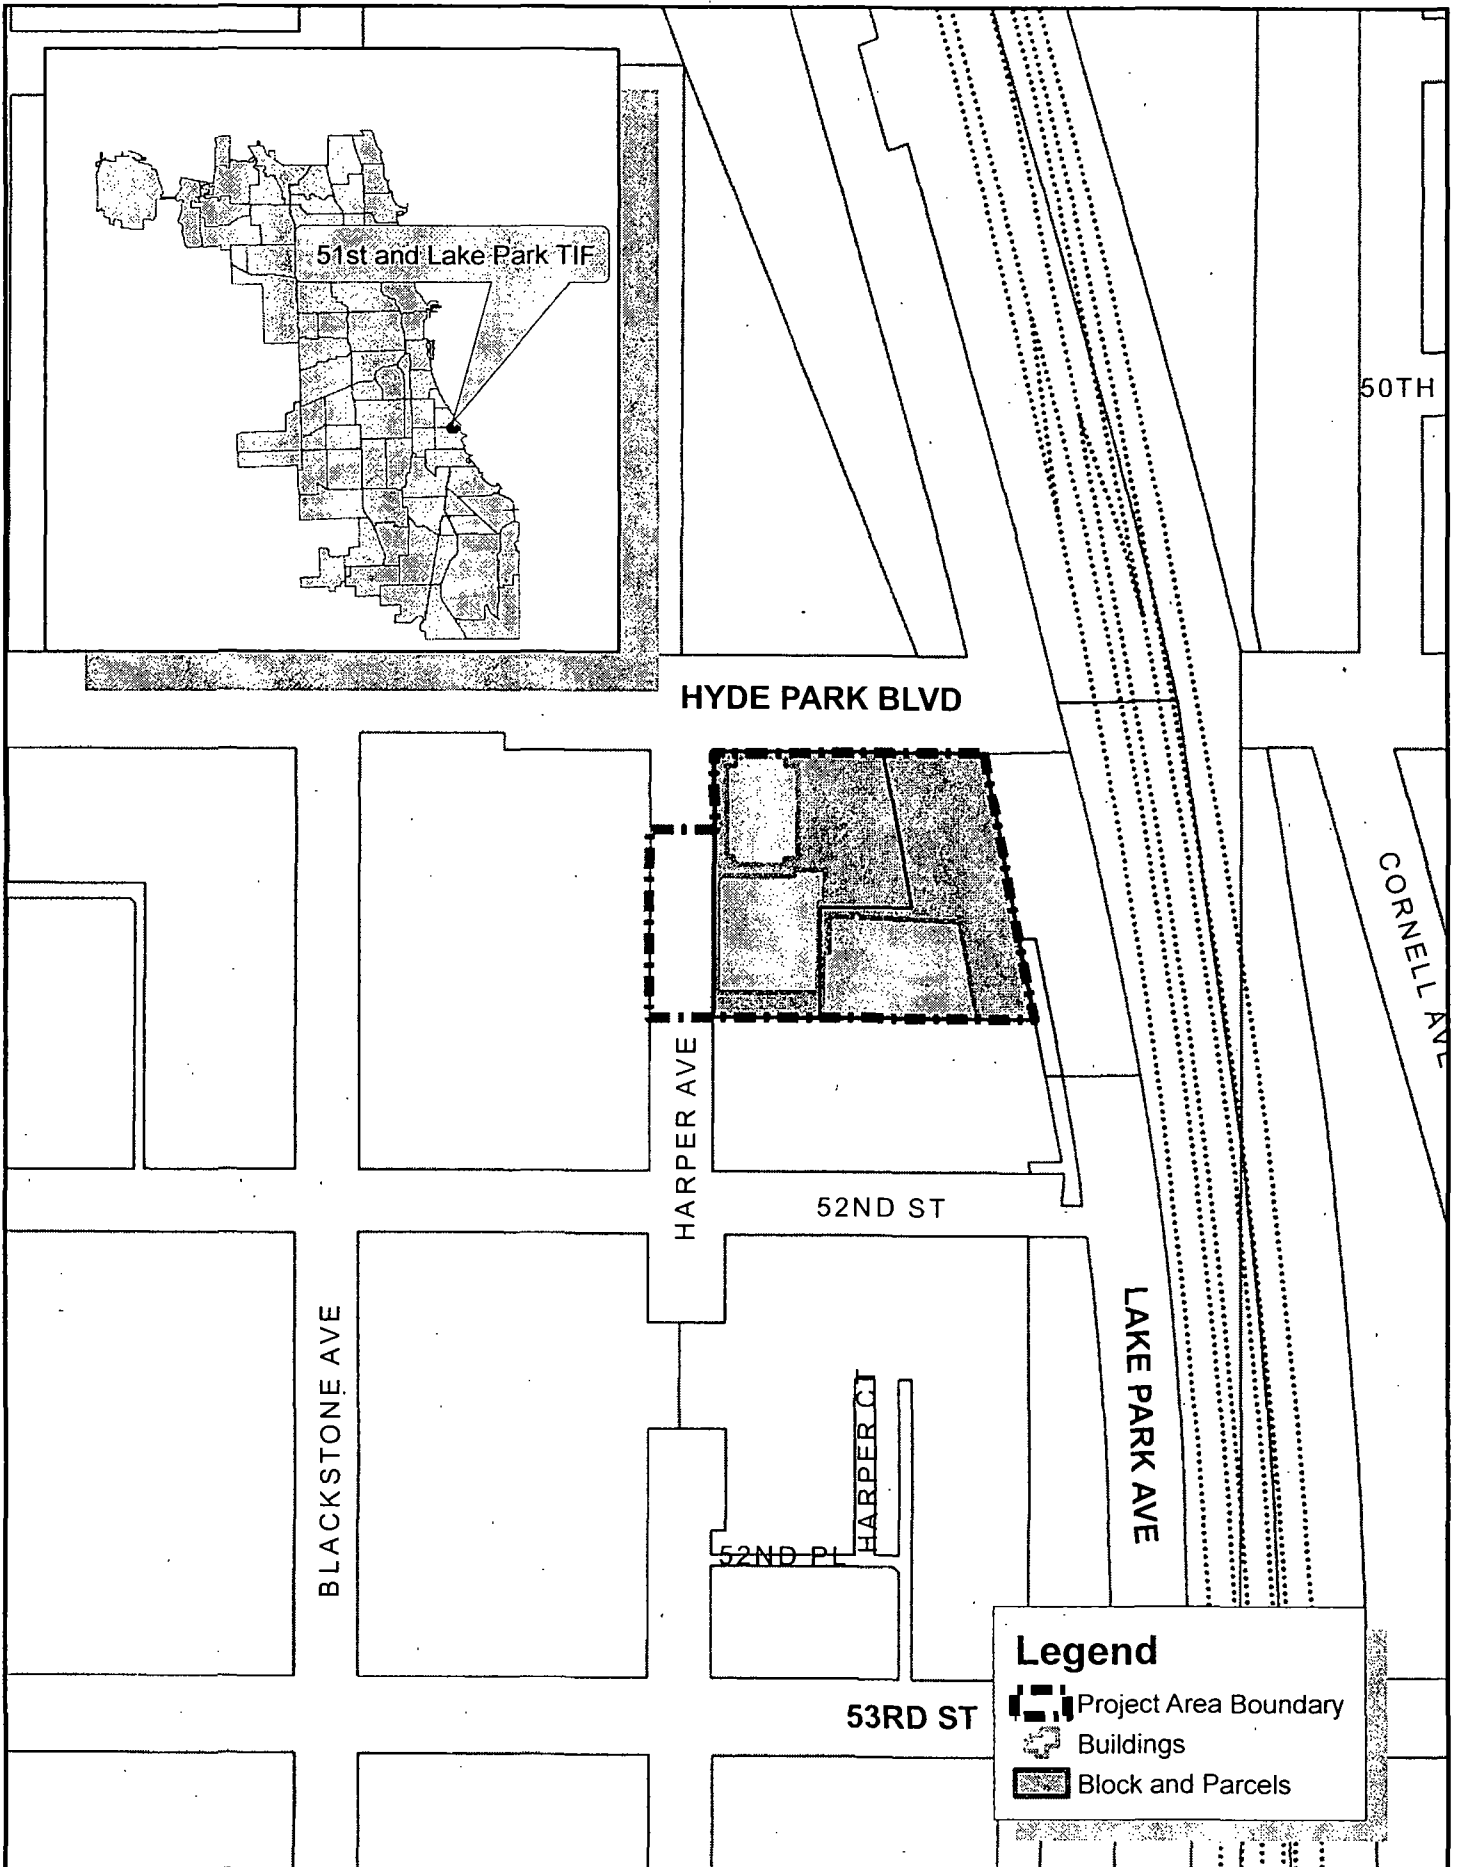 51st and Lake Park TIF
50TH
HYDE PARK BLVD
CORNELL AVE
HARPER AVE
52ND ST
BLACKSTONE AVE
LAKE PARK AVE
HARPER CT
52ND PL
53RD ST
Legend
Project Area Boundary
Buildings
Block and Parcels